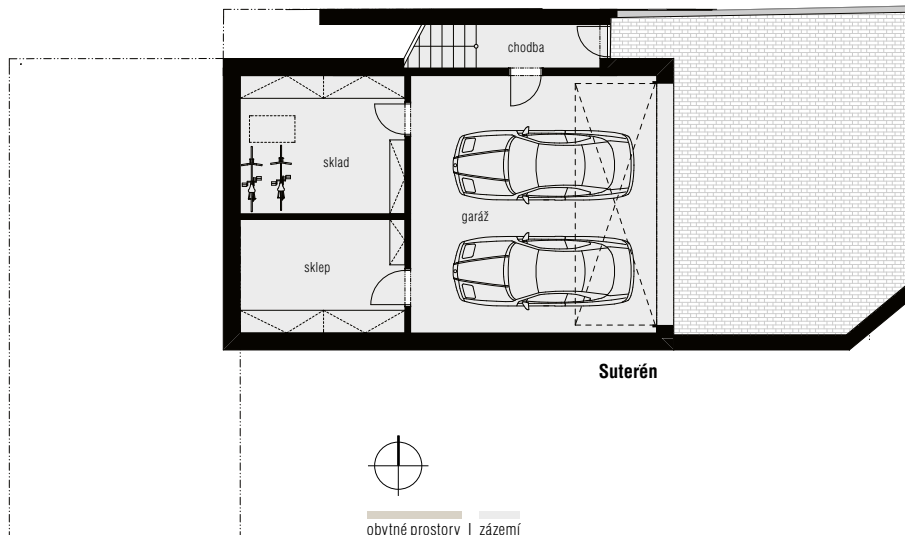 chodba
sklad
garáž
sklep
Suterén
obytné prostory | zázemí